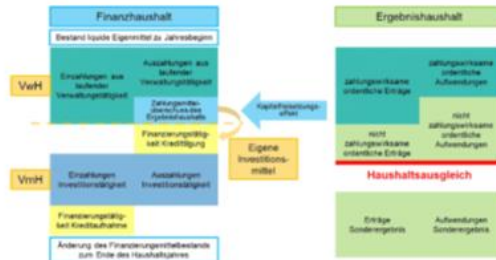 Finanzhaushalt
Ergebnishaushalt
Bestand liquide Eigenmittel zu Jahresbeginn
VwH
Einzahlungen aus
laufender
Verwaltungstätigkeit
Auszahlungen aus
laufender
Verwaltungstätigkeit
Zahlungsmittel-
überschuss des
Ergebnishaushalts
Finanzierungstätig-
keit Kredittilgung
effekt
Eigene
Investitions-
mittel
zahlungswirksame
ordentliche Erträge
zahlungswirksame
ordentliche
Aufwendungen
nicht
zahlungswirksame
ordentliche Erträge
nicht
zahlungswirksame
ordentliche
Aufwendungen
Haushaltsausgleich
VmH
Einzahlungen
Investitionstätigkeit
Auszahlungen
Investitionstätigkeit
Finanzierungstätig-
keit Kreditaufnahme
Erträge
Sonderergebnis
Aufwendungen
Sonderergebnis
Änderung des Finanzierungsmittelbestands
zum Ende des Haushaltsjahres